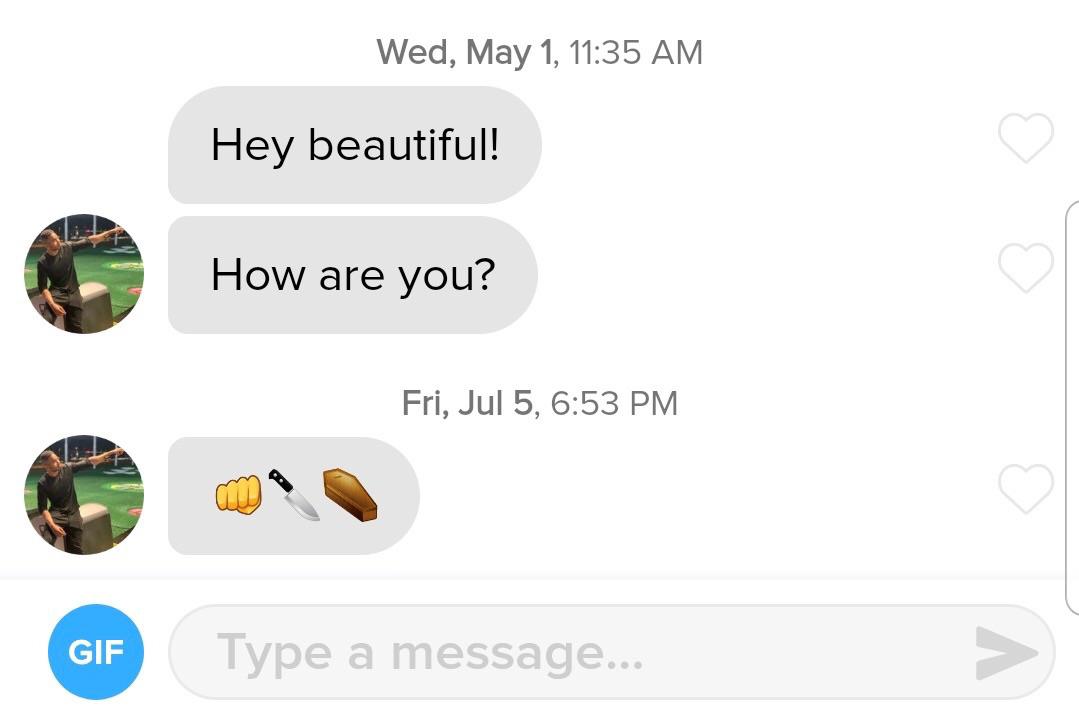 Wed, May 1, 11:35 AM
Hey beautiful!
How are you?
Fri, Jul 5, 6:53 PM
👊🔪⚰️
GIF
Type a message...